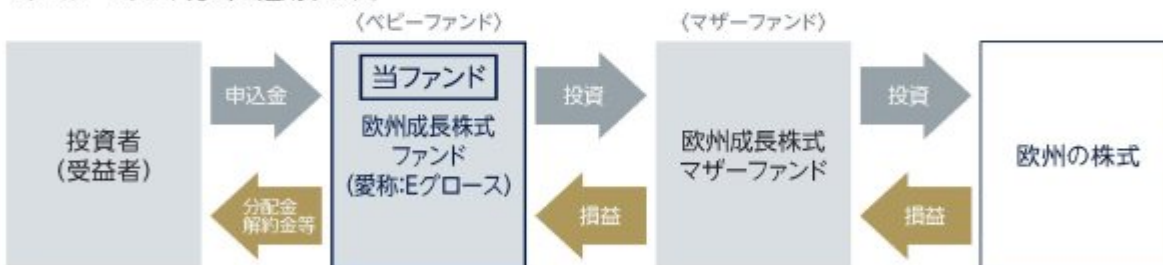 〈ベビーファンド〉
〈マザーファンド〉
投資者
(受益者)
申込金
分配金
解約金等
当ファンド
欧州成長株式
ファンド
(愛称:Eグロース)
投資
損益
欧州成長株式
マザーファンド
投資
損益
欧州の株式